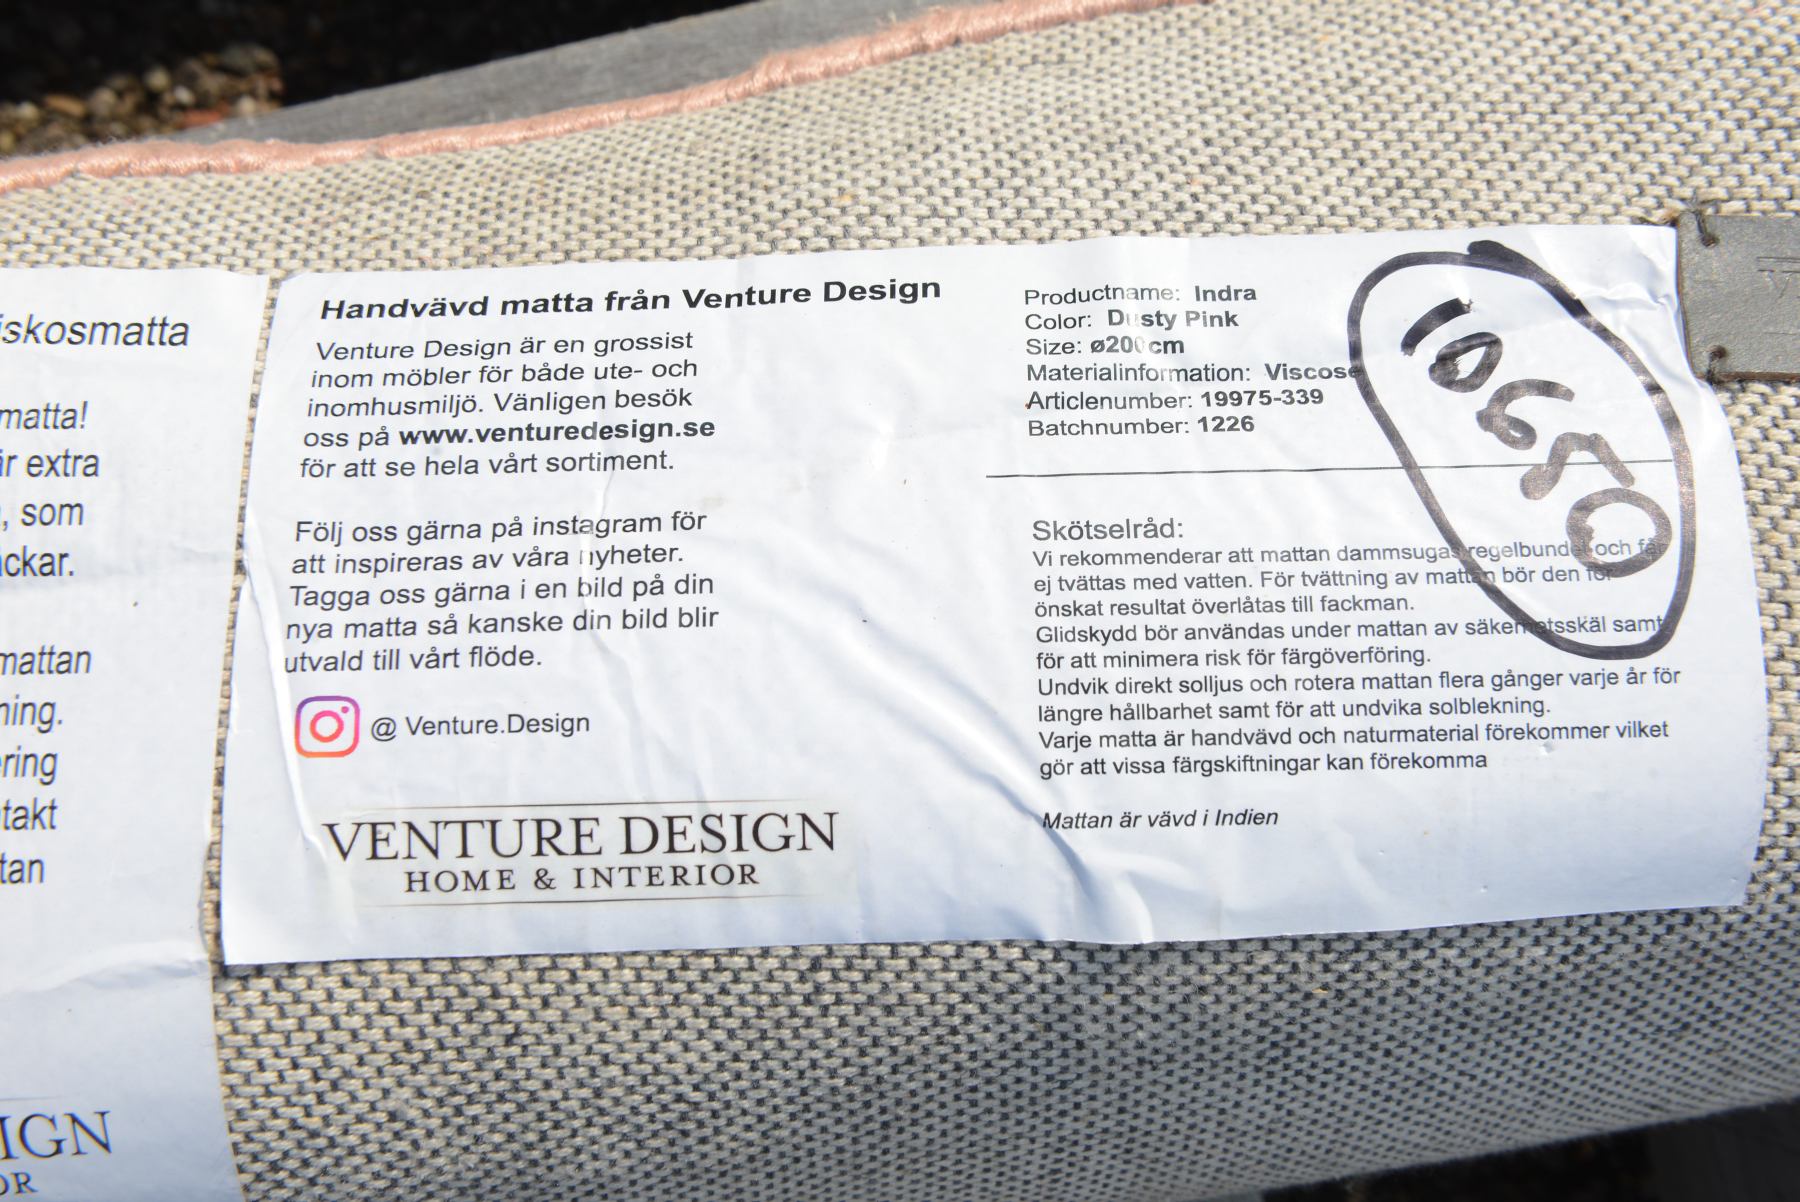 iskosmatta
matta!
är extra
, som
äckar.
mattan
ning.
ring
takt
tan
IGN
OR
Handvävd matta från Venture Design
Venture Design är en grossist
inom möbler för både ute- och
inomhusmiljö. Vänligen besök
oss på www.venturedesign.se
för att se hela vårt sortiment.
Följ oss gärna på instagram för
att inspireras av våra nyheter.
Tagga oss gärna i en bild på din
nya matta så kanske din bild blir
utvald till vårt flöde.
@ Venture.Design
VENTURE DESIGN
HOME & INTERIOR
Productname: Indra
Color: Dusty Pink
Size: ø200cm
Materialinformation: Viscose
Articlenumber: 19975-339
Batchnumber: 1226
10650
Skötselråd:
Vi rekommenderar att mattan dammsugas regelbundet och får
ej tvättas med vatten. För tvättning av mattan bör den för
önskat resultat överlåtas till fackman.
Glidskydd bör användas under mattan av säkerhetsskäl samt
för att minimera risk för färgöverföring.
Undvik direkt solljus och rotera mattan flera gånger varje år för
längre hållbarhet samt för att undvika solblekning.
Varje matta är handvävd och naturmaterial förekommer vilket
gör att vissa färgskiftningar kan förekomma
Mattan är vävd i Indien